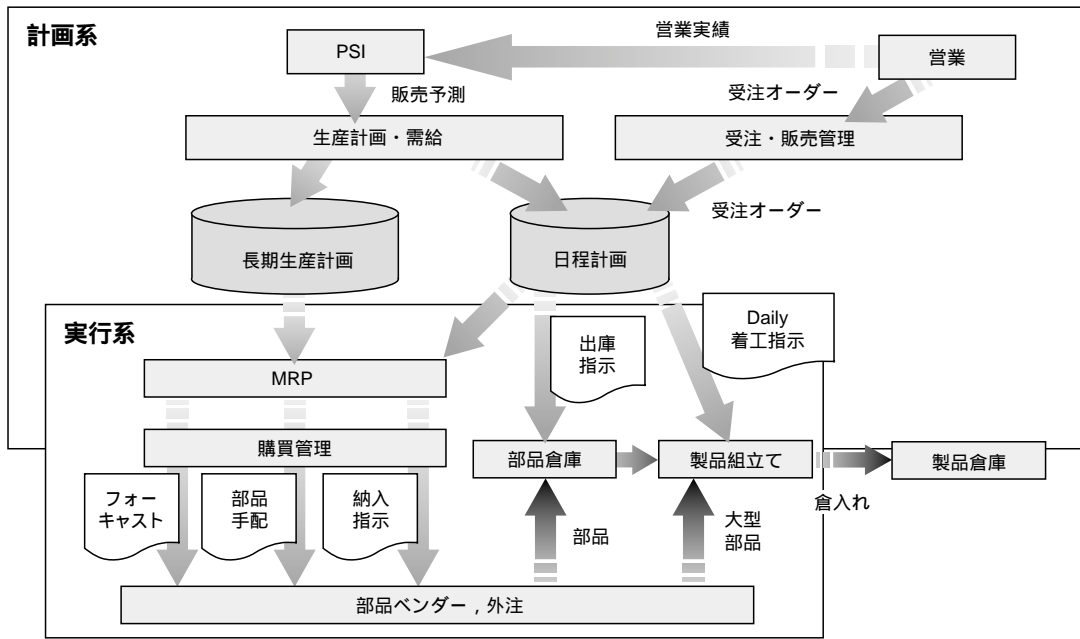 計画系
PSI
営業実績
営業
販売予測
受注オーダー
生産計画・需給
受注・販売管理
受注オーダー
長期生産計画
日程計画
実行系
出庫
指示
Daily
着工指示
MRP
購買管理
部品倉庫
製品組立て
製品倉庫
フォー
キャスト
部品
手配
納入
指示
倉入れ
部品
大型
部品
部品ベンダー , 外注